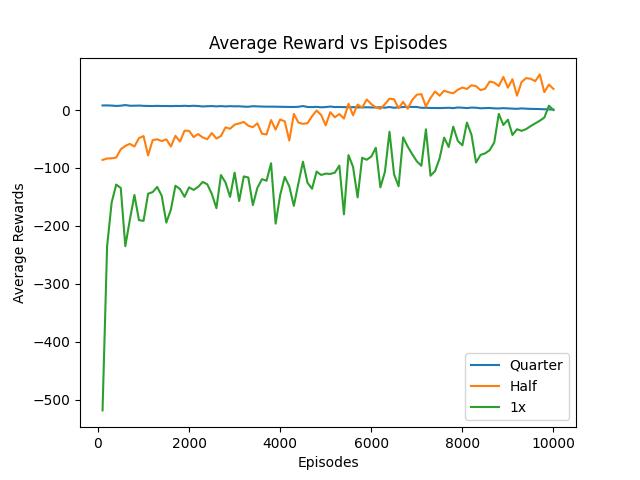 Average Reward vs Episodes
Average Rewards
0
−100
−200
−300
−400
−500
Quarter
Half
1x
0
2000
4000
6000
8000
10000
Episodes